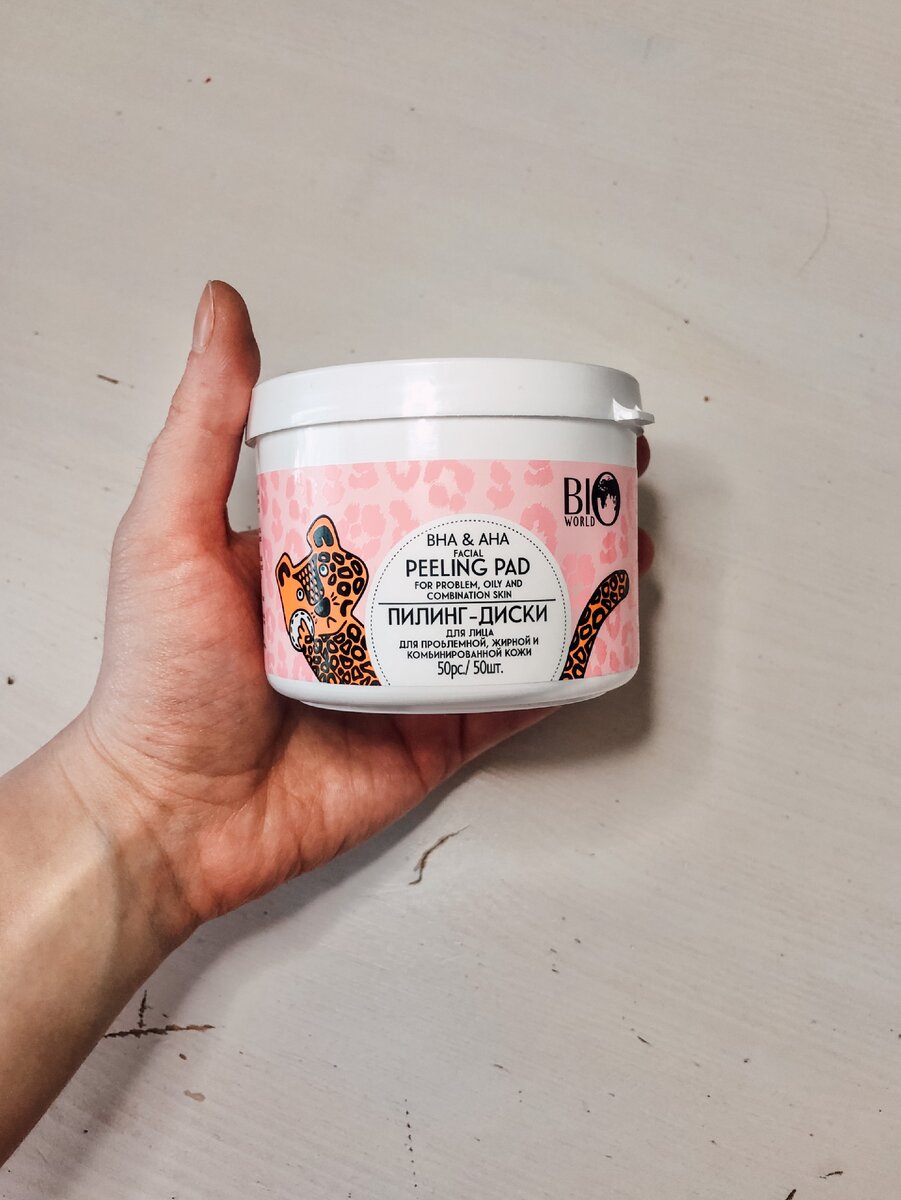 BIO
WORLD
BHA & AHA
FACIAL
PEELING PAD
FOR PROBLEM, OILY AND
COMBINATION SKIN
ПИЛИНГ-ДИСКИ
ДЛЯ ЛИЦА
ДЛЯ ПРОБЛЕМНОЙ, ЖИРНОЙ И
КОМБИНИРОВАННОЙ КОЖИ
50pc./ 50шт.